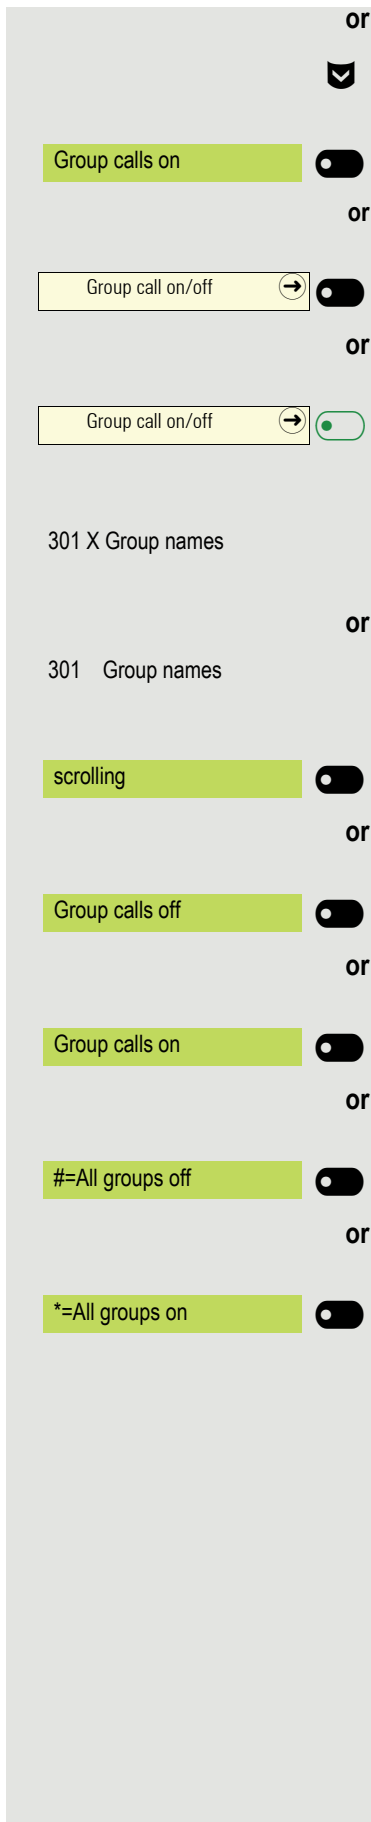 or
Group calls on
or
Group call on/off
or
Group call on/off
301 X Group names
or
301 Group names
scrolling
or
Group calls off
or
Group calls on
or
#=All groups off
or
*=All groups on